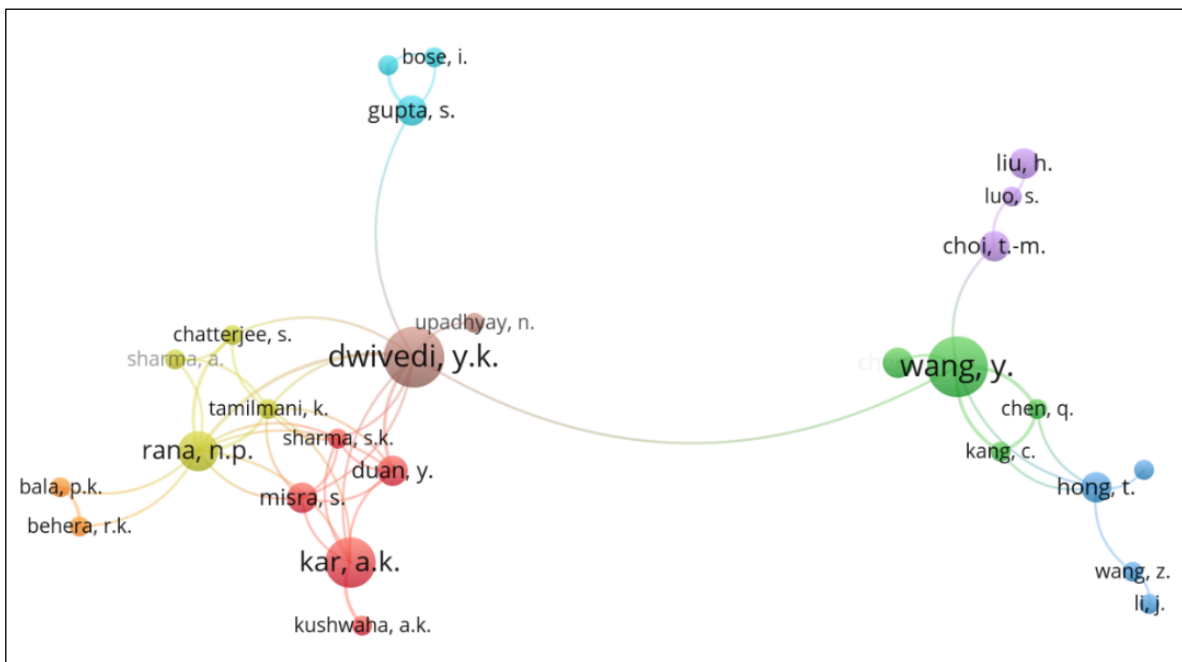 bose, i.
gupta, s.
liu, h.
luo, s.
choi, t.-m.
upadhyay, n.
chatterjee, s.
dwivedi, y.k.
sharma, a.
wang, y.
tamilmani, k.
chen, q.
sharma, s.k.
rana, n.p.
kang, c.
duan, y.
bala, p.k.
misra, s.
hong, t.
behera, r.k.
kar, a.k.
wang, z.
li, j.
kushwaha, a.k.